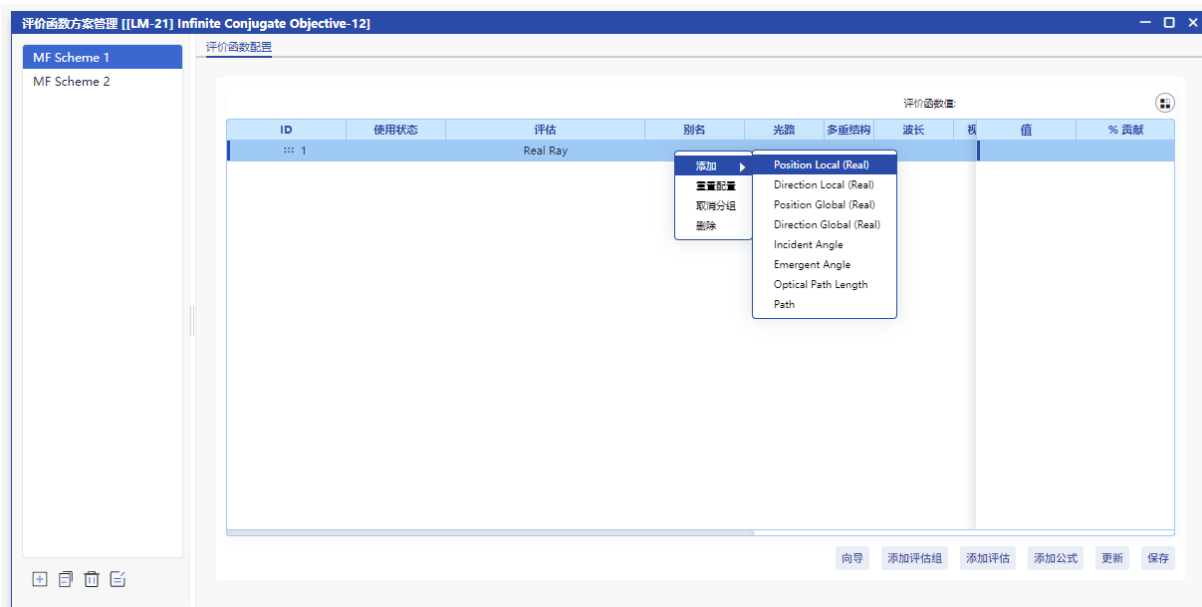 评价函数方案管理 [[LM-21] Infinite Conjugate Objective-12]
MF Scheme 1
MF Scheme 2
评价函数配置
评价函数值:
ID 使用状态 评估 别名 光路 多重结构 波长 视 值 % 贡献
1 Real Ray
添加
重置配置
取消分组
删除
Position Local (Real)
Direction Local (Real)
Position Global (Real)
Direction Global (Real)
Incident Angle
Emergent Angle
Optical Path Length
Path
向导 添加评估组 添加评估 添加公式 更新 保存